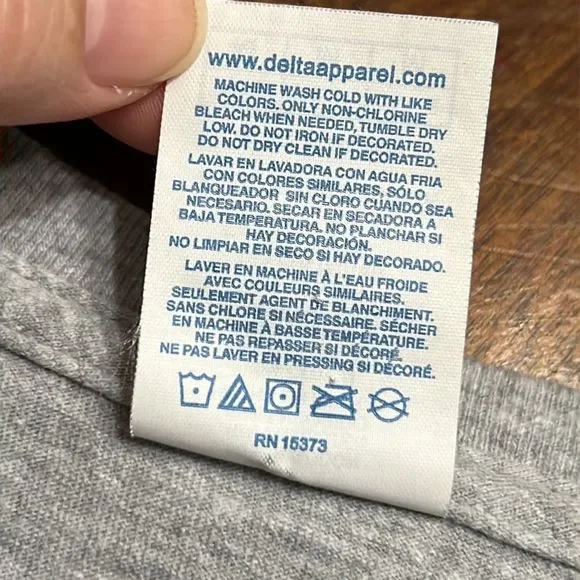 www.deltaapparel.com
MACHINE WASH COLD WITH LIKE
COLORS. ONLY NON-CHLORINE
BLEACH WHEN NEEDED, TUMBLE DRY
LOW. DO NOT IRON IF DECORATED.
DO NOT DRY CLEAN IF DECORATED.
LAVAR EN LAVADORA CON AGUA FRIA
CON COLORES SIMILARES, SÓLO
BLANQUEADOR SIN CLORO CUANDO SEA
NECESARIO. SECAR EN SECADORA A
BAJA TEMPERATURA. NO PLANCHAR SI
HAY DECORACIÓN.
NO LIMPIAR EN SECO SI HAY DECORADO.
LAVER EN MACHINE À L'EAU FROIDE
AVEC COULEURS SIMILAIRES.
SEULEMENT AGENT DE BLANCHIMENT.
SANS CHLORE SI NÉCESSAIRE. SÉCHER
EN MACHINE À BASSE TEMPÉRATURE.
NE PAS REPASSER SI DÉCORÉ.
NE PAS LAVER EN PRESSING SI DÉCORÉ.
RN 15373